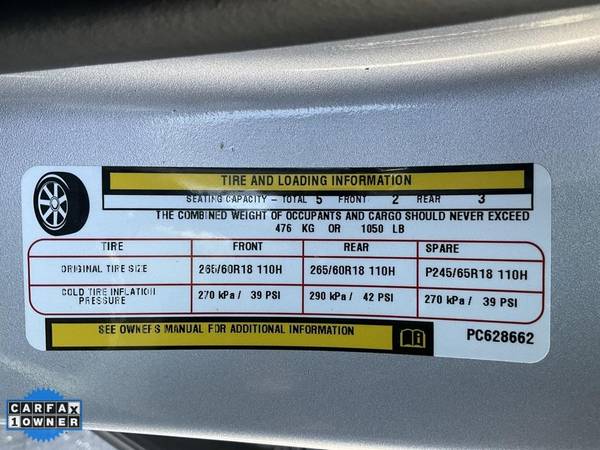 TIRE AND LOADING INFORMATION
SEATING CAPACITY – TOTAL 5 FRONT 2 REAR 3
THE COMBINED WEIGHT OF OCCUPANTS AND CARGO SHOULD NEVER EXCEED
476 KG OR 1050 LB
TIRE FRONT REAR SPARE
ORIGINAL TIRE SIZE 265/60R18 110H 265/60R18 110H P245/65R18 110H
COLD TIRE INFLATION PRESSURE 270 kPa / 39 PSI 290 kPa / 42 PSI 270 kPa / 39 PSI
SEE OWNER'S MANUAL FOR ADDITIONAL INFORMATION
PC628662
CARFAX
1 OWNER